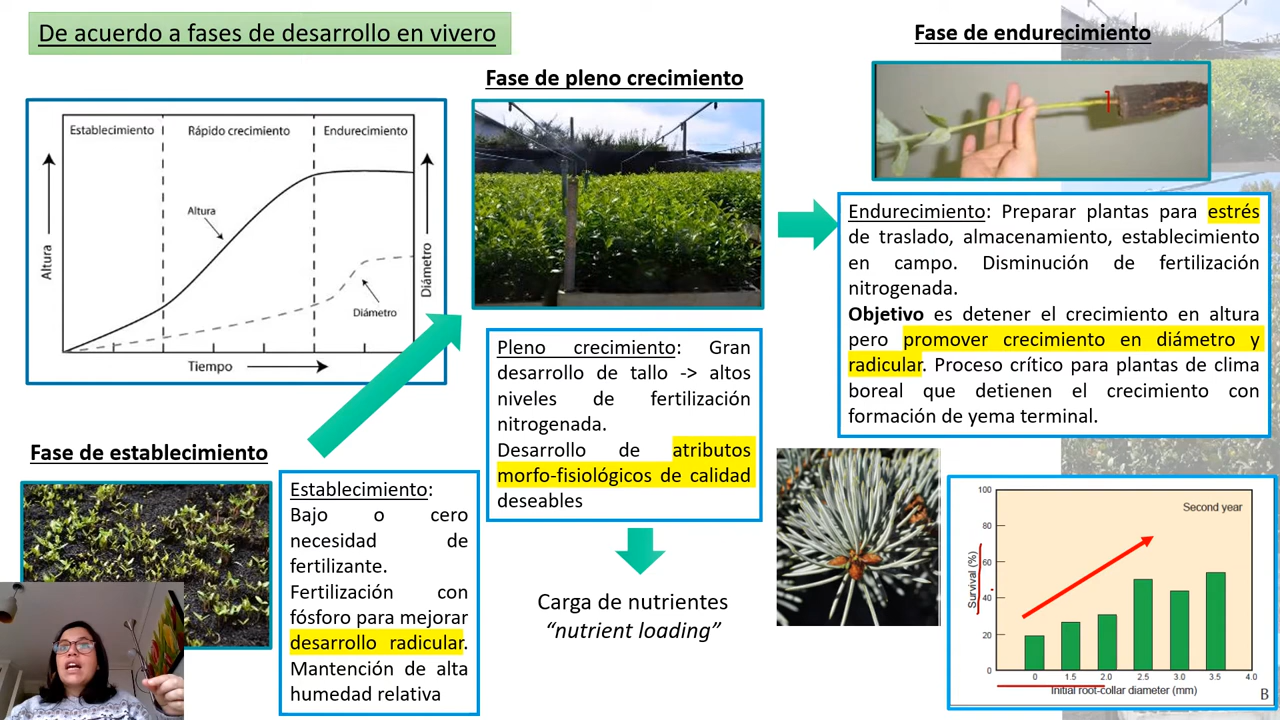 De acuerdo a fases de desarrollo en vivero
Establecimiento
Rápido crecimiento
Endurecimiento
Altura
Altura
Diámetro
Diámetro
Tiempo
Fase de establecimiento
Establecimiento:
Bajo o cero
necesidad de
fertilizante.
Fertilización con
fósforo para mejorar
desarrollo radicular.
Mantención de alta
humedad relativa
Fase de pleno crecimiento
Pleno crecimiento: Gran
desarrollo de tallo -> altos
niveles de fertilización
nitrogenada.
Desarrollo de atributos
morfo-fisiológicos de calidad
deseables
Carga de nutrientes
“nutrient loading”
Fase de endurecimiento
Endurecimiento: Preparar plantas para estrés
de traslado, almacenamiento, establecimiento
en campo. Disminución de fertilización
nitrogenada.
Objetivo es detener el crecimiento en altura
pero promover crecimiento en diámetro y
radicular. Proceso crítico para plantas de clima
boreal que detienen el crecimiento con
formación de yema terminal.
Second year
Survival (%)
100
80
60
40
20
0
0 1.5 2.0 2.5 3.0 3.5 4.0
Initial root-collar diameter (mm)
B